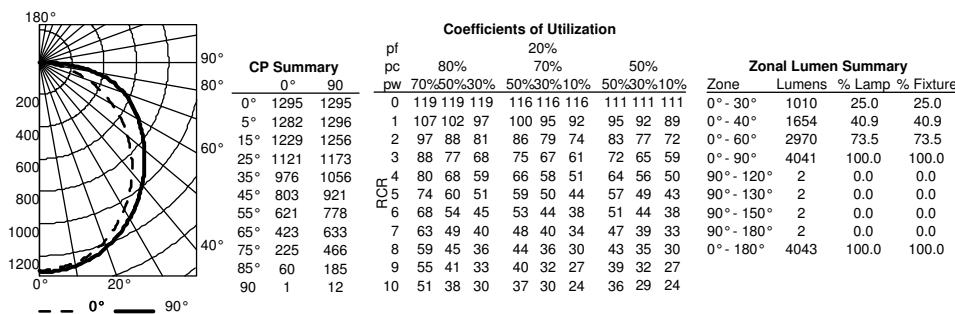 180°
90°
80°
200
400
60°
600
800
1000
40°
1200
0° 20°
0° 90°
CP Summary
0° 90
0° 1295 1295
5° 1282 1296
15° 1229 1256
25° 1121 1173
35° 976 1056
45° 803 921
55° 621 778
65° 423 633
75° 225 466
85° 60 185
90 1 12
Coefficients of Utilization
pf 20%
pc 80% 70% 50%
pw 70%50%30% 50%30%10% 50%30%10%
RCR
0 119 119 119 116 116 116 111 111 111
1 107 102 97 100 95 92 95 92 89
2 97 88 81 86 79 74 83 77 72
3 88 77 68 75 67 61 72 65 59
4 80 68 59 66 58 51 64 56 50
5 74 60 51 59 50 44 57 49 43
6 68 54 45 53 44 38 51 44 38
7 63 49 40 48 40 34 47 39 33
8 59 45 36 44 36 30 43 35 30
9 55 41 33 40 32 27 39 32 27
10 51 38 30 37 30 24 36 29 24
Zonal Lumen Summary
Zone Lumens % Lamp % Fixture
0° - 30° 1010 25.0 25.0
0° - 40° 1654 40.9 40.9
0° - 60° 2970 73.5 73.5
0° - 90° 4041 100.0 100.0
90° - 120° 2 0.0 0.0
90° - 130° 2 0.0 0.0
90° - 150° 2 0.0 0.0
90° - 180° 2 0.0 0.0
0° - 180° 4043 100.0 100.0